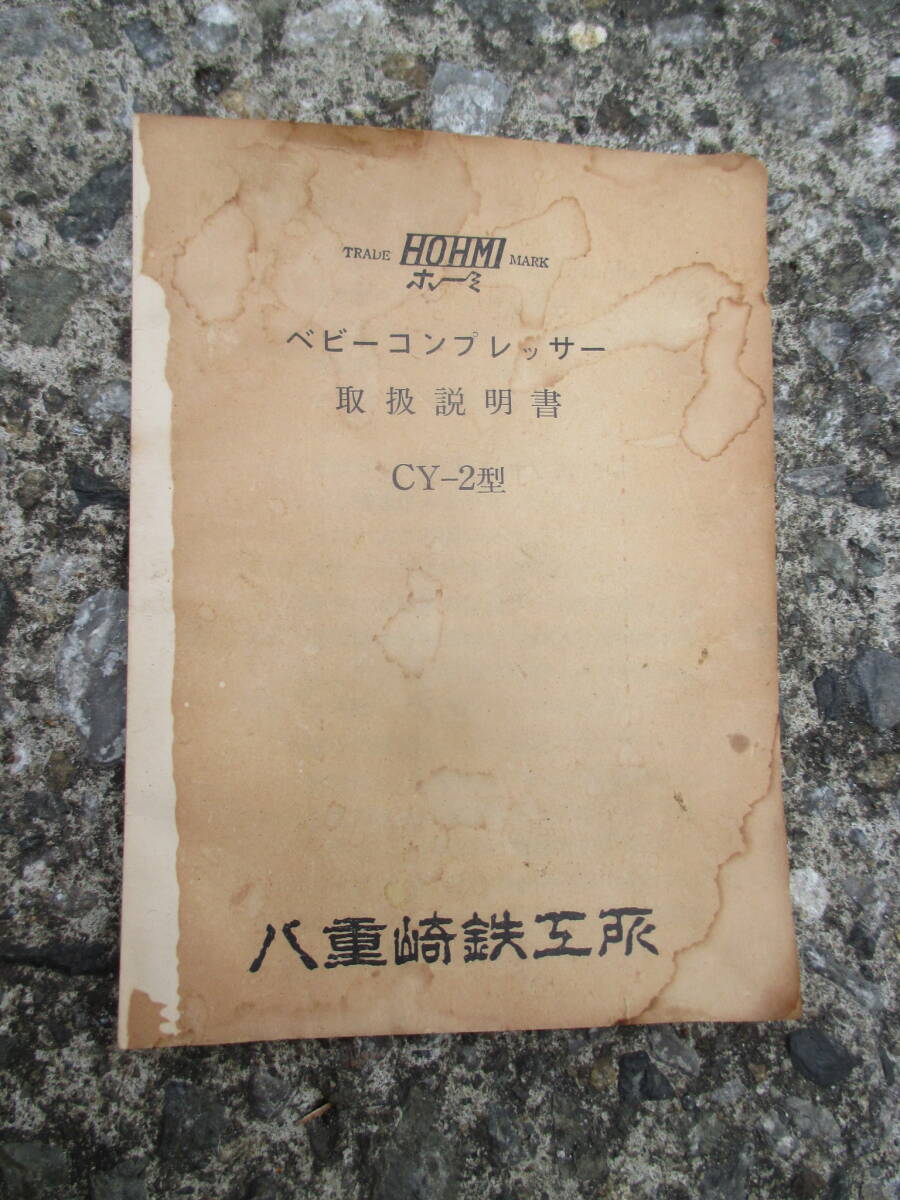 TRADE HOHMI MARK
ホーミ
ベビーコンプレッサー
取扱説明書
CY-2型
八重崎鉄工所